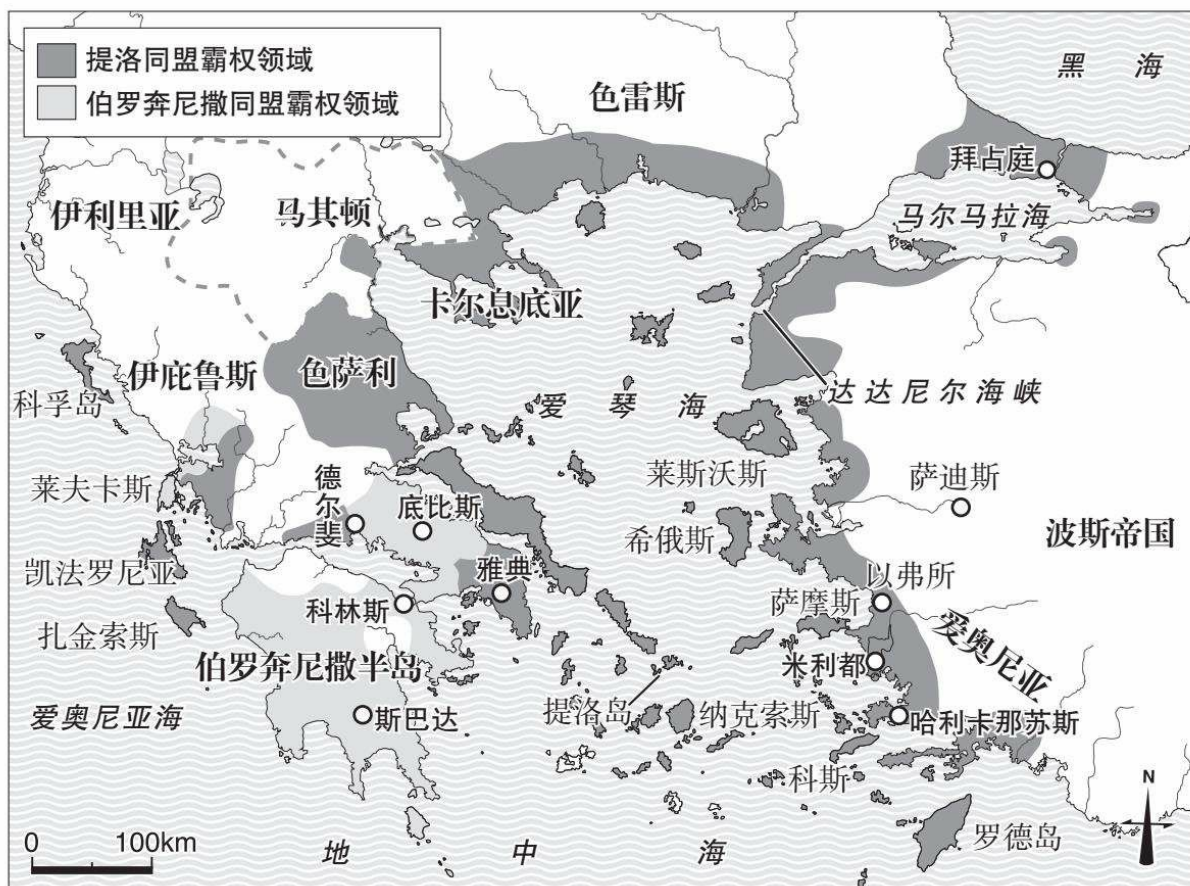 提洛同盟霸权领域
伯罗奔尼撒同盟霸权领域
黑 海
色雷斯
拜占庭
伊利里亚
马其顿
马尔马拉海
卡尔息底亚
伊庇鲁斯
色萨利
科孚岛
爱 琴 海
达达尼尔海峡
莱斯沃斯
萨迪斯
莱夫卡斯
德尔斐
底比斯
希俄斯
波斯帝国
凯法罗尼亚
雅典
以弗所
科林斯
萨摩斯
扎金索斯
爱奥尼亚
伯罗奔尼撒半岛
米利都
爱奥尼亚海
斯巴达
提洛岛
纳克索斯
哈利卡那苏斯
科斯
N
0 100km
地 中 海
罗德岛